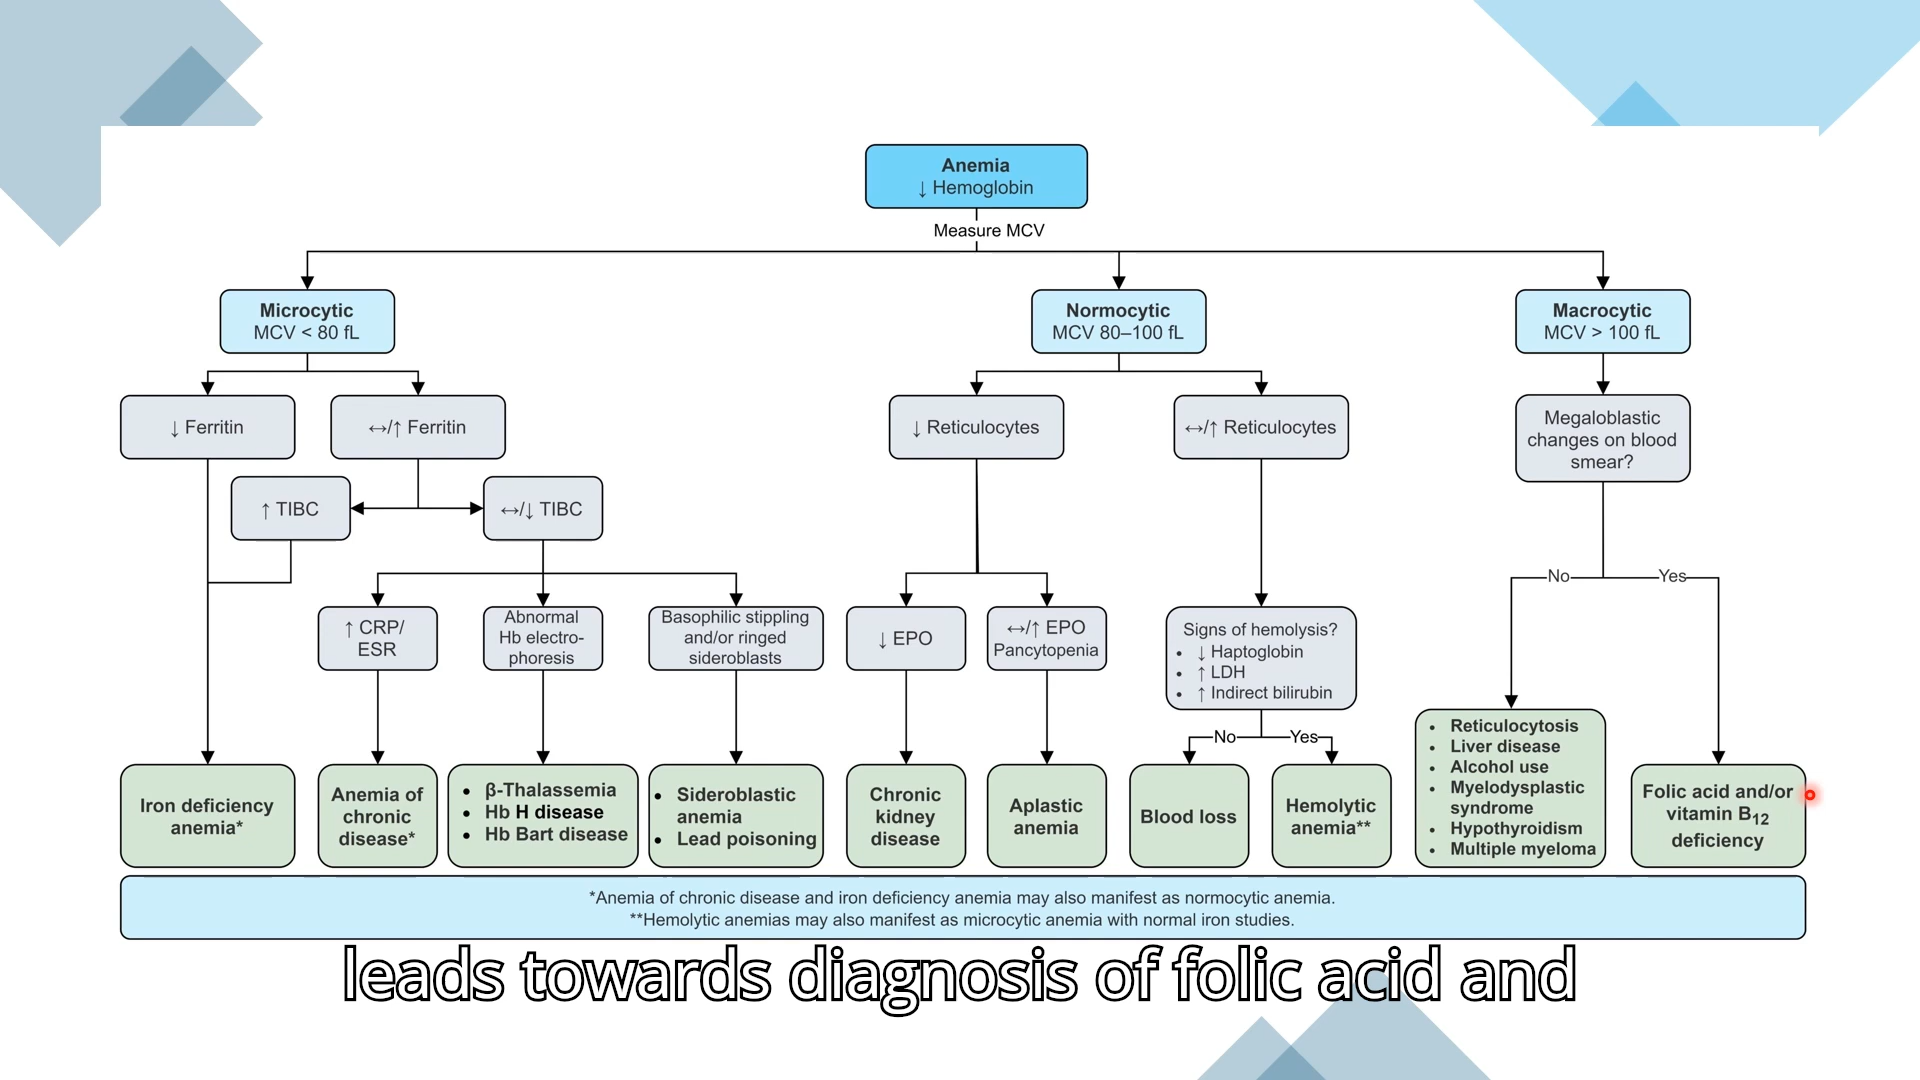 Anemia
↓ Hemoglobin
Measure MCV
Microcytic
MCV < 80 fL
Normocytic
MCV 80–100 fL
Macrocytic
MCV > 100 fL
↓ Ferritin
↔/↑ Ferritin
↓ Reticulocytes
↔/↑ Reticulocytes
Megaloblastic
changes on blood
smear?
↑ TIBC
↔/↓ TIBC
No
Yes
↑ CRP/
ESR
Abnormal
Hb electro-
phoresis
Basophilic stippling
and/or ringed
sideroblasts
↓ EPO
↔/↑ EPO
Pancytopenia
Signs of hemolysis?
• ↓ Haptoglobin
• ↑ LDH
• ↑ Indirect bilirubin
No
Yes
Iron deficiency
anemia*
Anemia of
chronic
disease*
• β-Thalassemia
• Hb H disease
• Hb Bart disease
• Sideroblastic
anemia
• Lead poisoning
Chronic
kidney
disease
Aplastic
anemia
Blood loss
Hemolytic
anemia**
• Reticulocytosis
• Liver disease
• Alcohol use
• Myelodysplastic
syndrome
• Hypothyroidism
• Multiple myeloma
Folic acid and/or
vitamin B12
deficiency
*Anemia of chronic disease and iron deficiency anemia may also manifest as normocytic anemia.
**Hemolytic anemias may also manifest as microcytic anemia with normal iron studies.
leads towards diagnosis of folic acid and